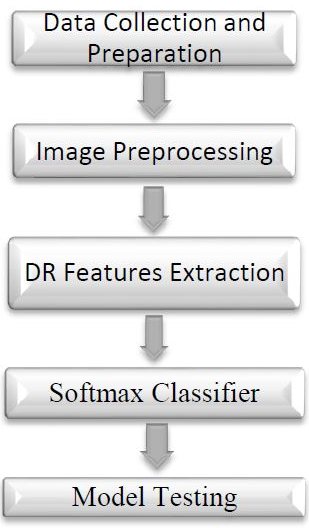 Data Collection and
Preparation
Image Preprocessing
DR Features Extraction
Softmax Classifier
Model Testing